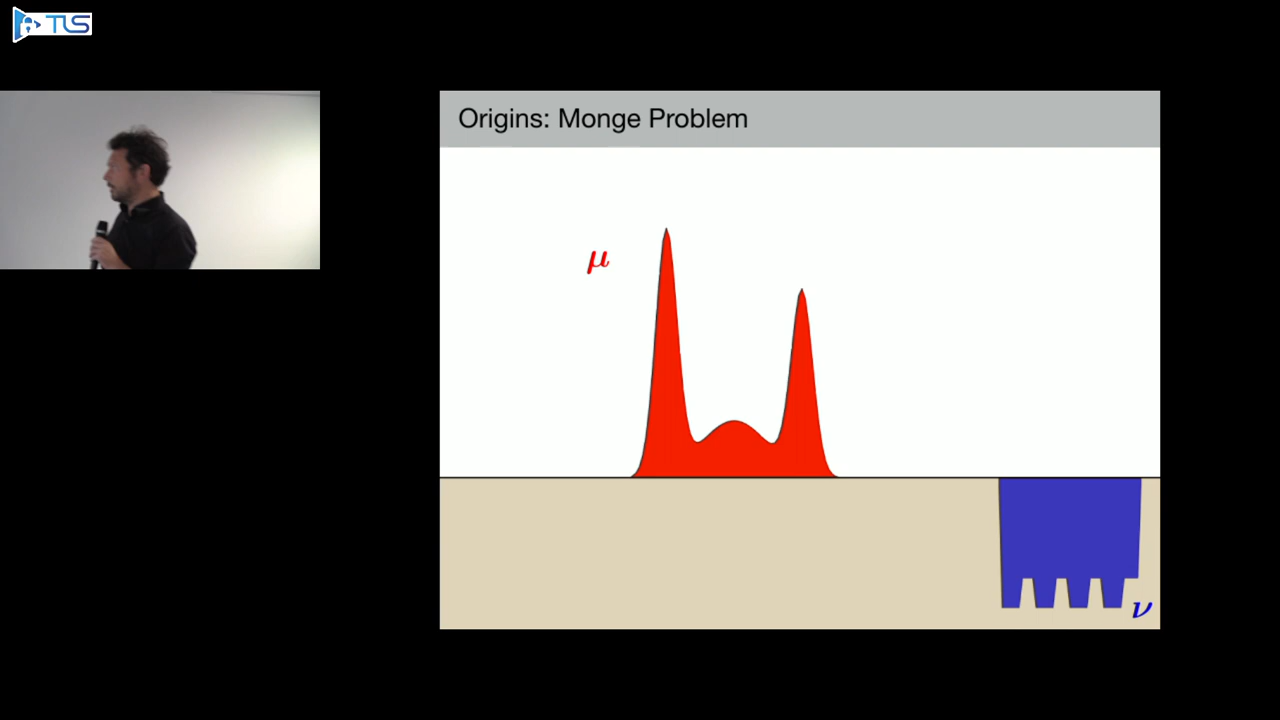 TLS
Origins: Monge Problem
μ
ν